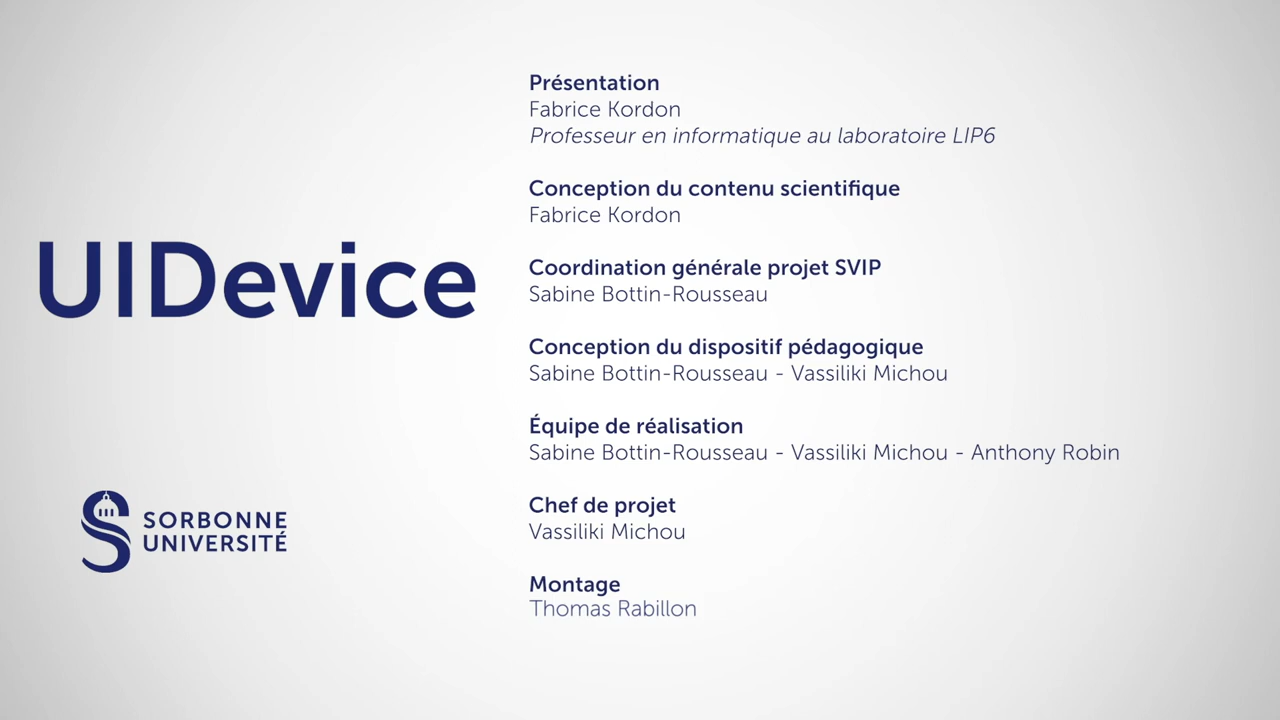 UIDevice
SORBONNE
UNIVERSITÉ
Présentation
Fabrice Kordon
Professeur en informatique au laboratoire LIP6
Conception du contenu scientifique
Fabrice Kordon
Coordination générale projet SVIP
Sabine Bottin-Rousseau
Conception du dispositif pédagogique
Sabine Bottin-Rousseau - Vassiliki Michou
Équipe de réalisation
Sabine Bottin-Rousseau - Vassiliki Michou - Anthony Robin
Chef de projet
Vassiliki Michou
Montage
Thomas Rabillon